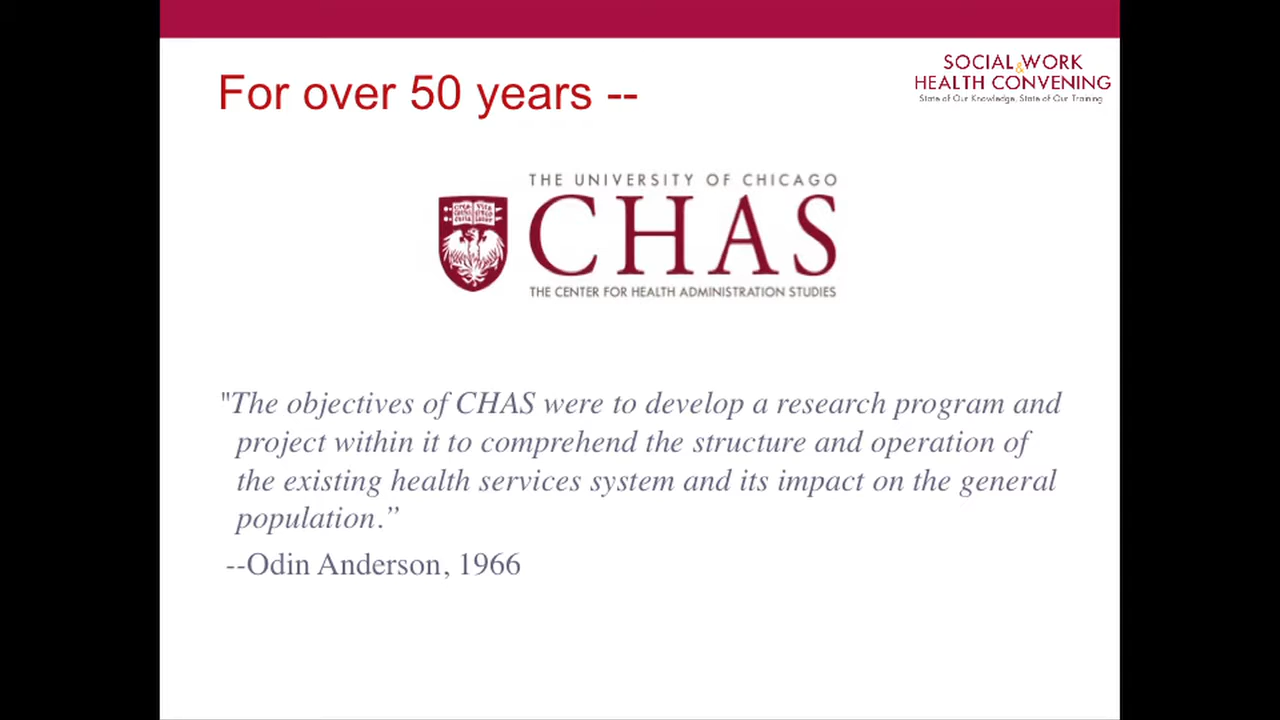 For over 50 years --
SOCIAL & WORK
HEALTH CONVENING
State of Our Knowledge, State of Our Training
THE UNIVERSITY OF CHICAGO
CHAS
THE CENTER FOR HEALTH ADMINISTRATION STUDIES
"The objectives of CHAS were to develop a research program and
project within it to comprehend the structure and operation of
the existing health services system and its impact on the general
population.”
--Odin Anderson, 1966